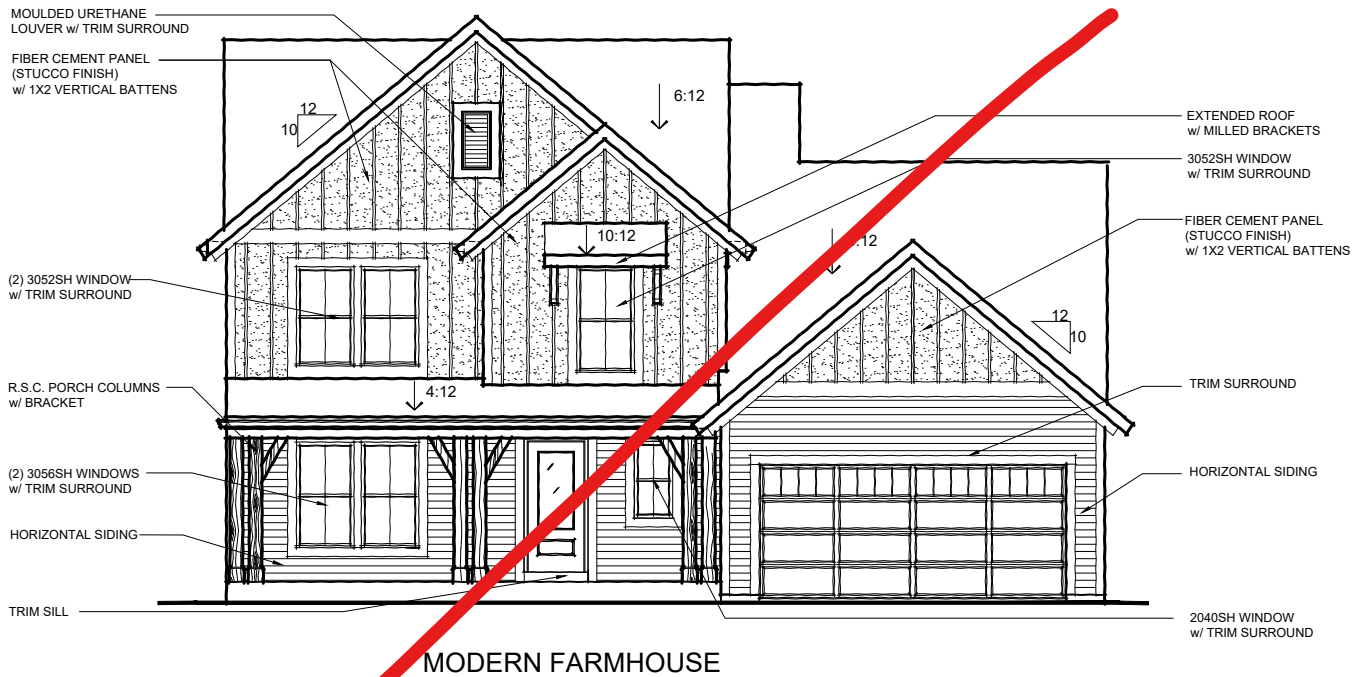 MOULDED URETHANE
LOUVER w/ TRIM SURROUND
FIBER CEMENT PANEL
(STUCCO FINISH)
w/ 1X2 VERTICAL BATTENS
12
10
6:12
EXTENDED ROOF
w/ MILLED BRACKETS
3052SH WINDOW
w/ TRIM SURROUND
FIBER CEMENT PANEL
(STUCCO FINISH)
w/ 1X2 VERTICAL BATTENS
10:12
:12
(2) 3052SH WINDOW
w/ TRIM SURROUND
12
10
R.S.C. PORCH COLUMNS
w/ BRACKET
4:12
TRIM SURROUND
(2) 3056SH WINDOWS
w/ TRIM SURROUND
HORIZONTAL SIDING
HORIZONTAL SIDING
TRIM SILL
2040SH WINDOW
w/ TRIM SURROUND
MODERN FARMHOUSE